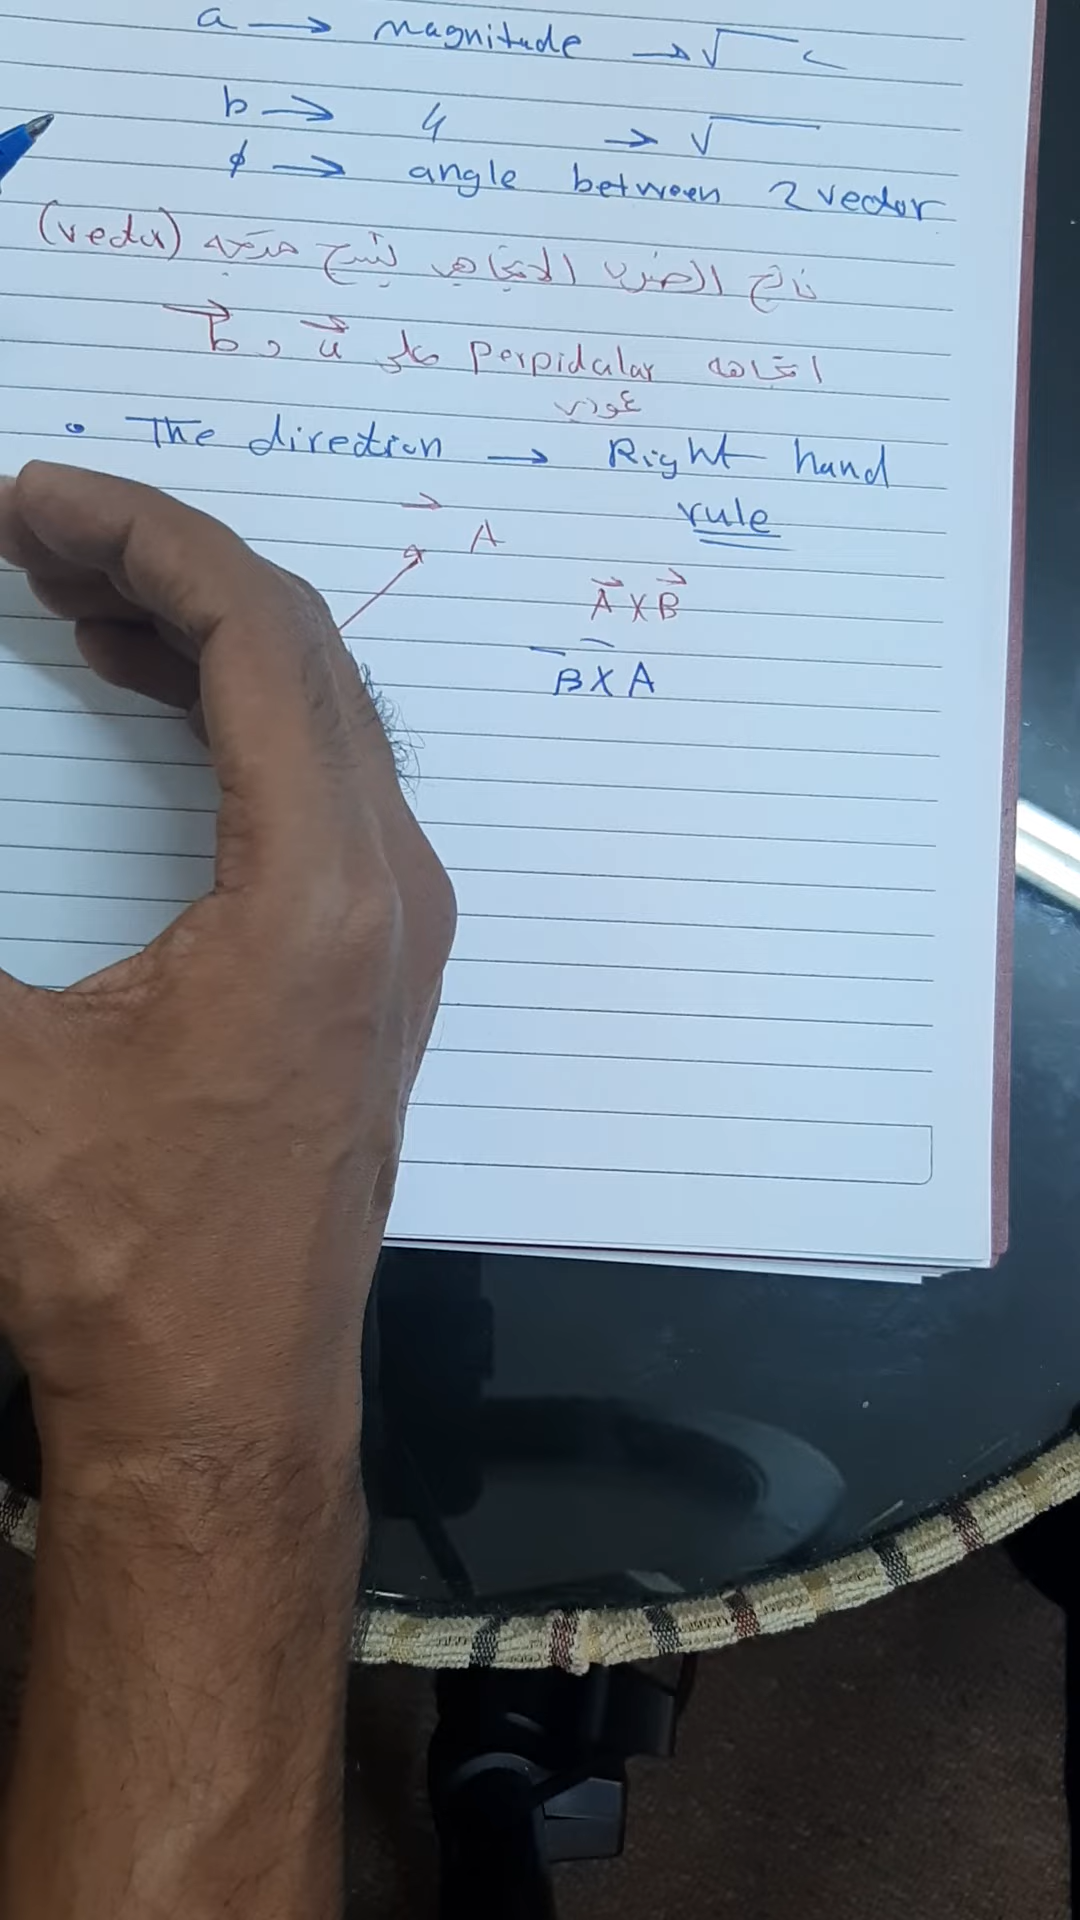 a → magnitude → √
b → 〃 → √
ϕ → angle between 2 vector
ناتج الضرب الاتجاهي ينتج متجه (vector)
اتجاهه perpidcular على a⃗ و b⃗
عمودي
• The direction → Right hand
rule
A
A⃗ X B⃗
B X A